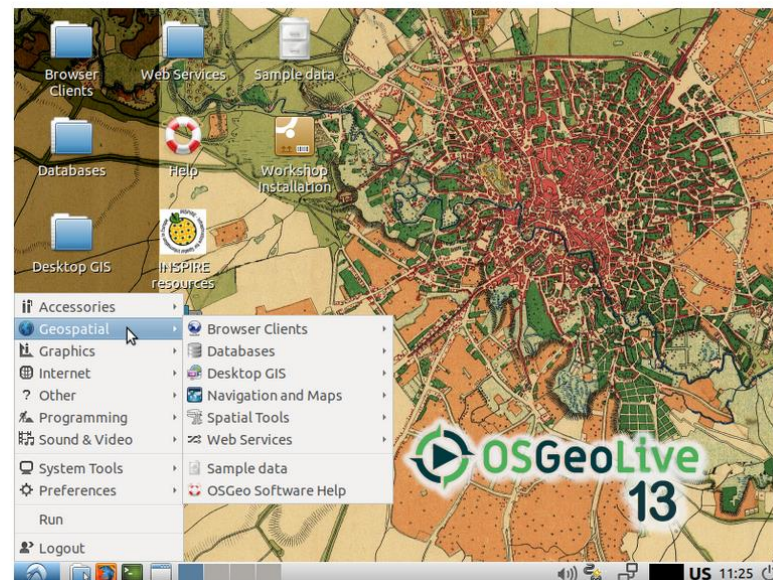 Browser
Clients
Web Services
Sample data
Databases
Help
Workshop
Installation
Desktop GIS
INSPIRE
resources
Accessories
Geospatial
Graphics
Internet
Other
Programming
Sound & Video
System Tools
Preferences
Run
Logout
Browser Clients
Databases
Desktop GIS
Navigation and Maps
Spatial Tools
Web Services
Sample data
OSGeo Software Help
OSGeoLive
13
US 11:25